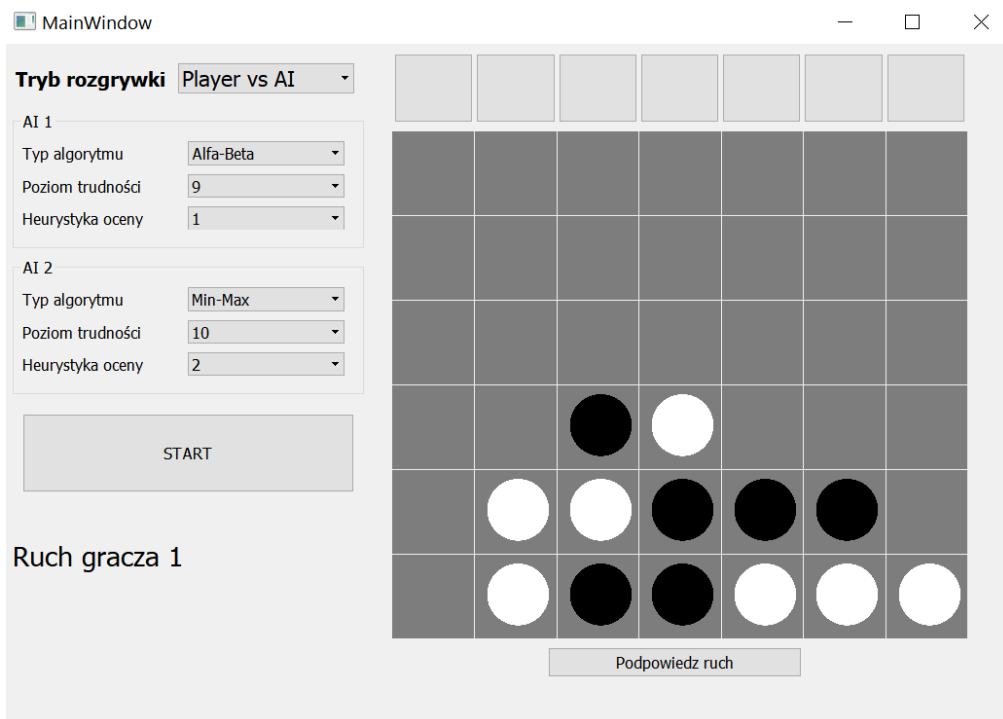 MainWindow
Tryb rozgrywki Player vs AI
AI 1
Typ algorytmu Alfa-Beta
Poziom trudności 9
Heurystyka oceny 1
AI 2
Typ algorytmu Min-Max
Poziom trudności 10
Heurystyka oceny 2
START
Ruch gracza 1
Podpowiedz ruch